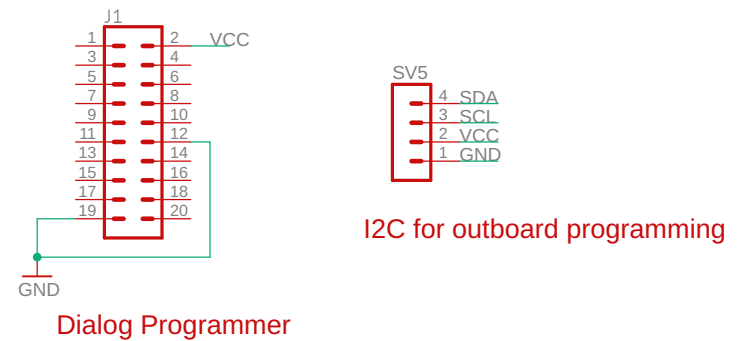 J1
1 2 VCC
3 4
5 6
7 8
9 10
11 12
13 14
15 16
17 18
19 20
GND
Dialog Programmer
SV5
4 SDA
3 SCL
2 VCC
1 GND
I2C for outboard programming